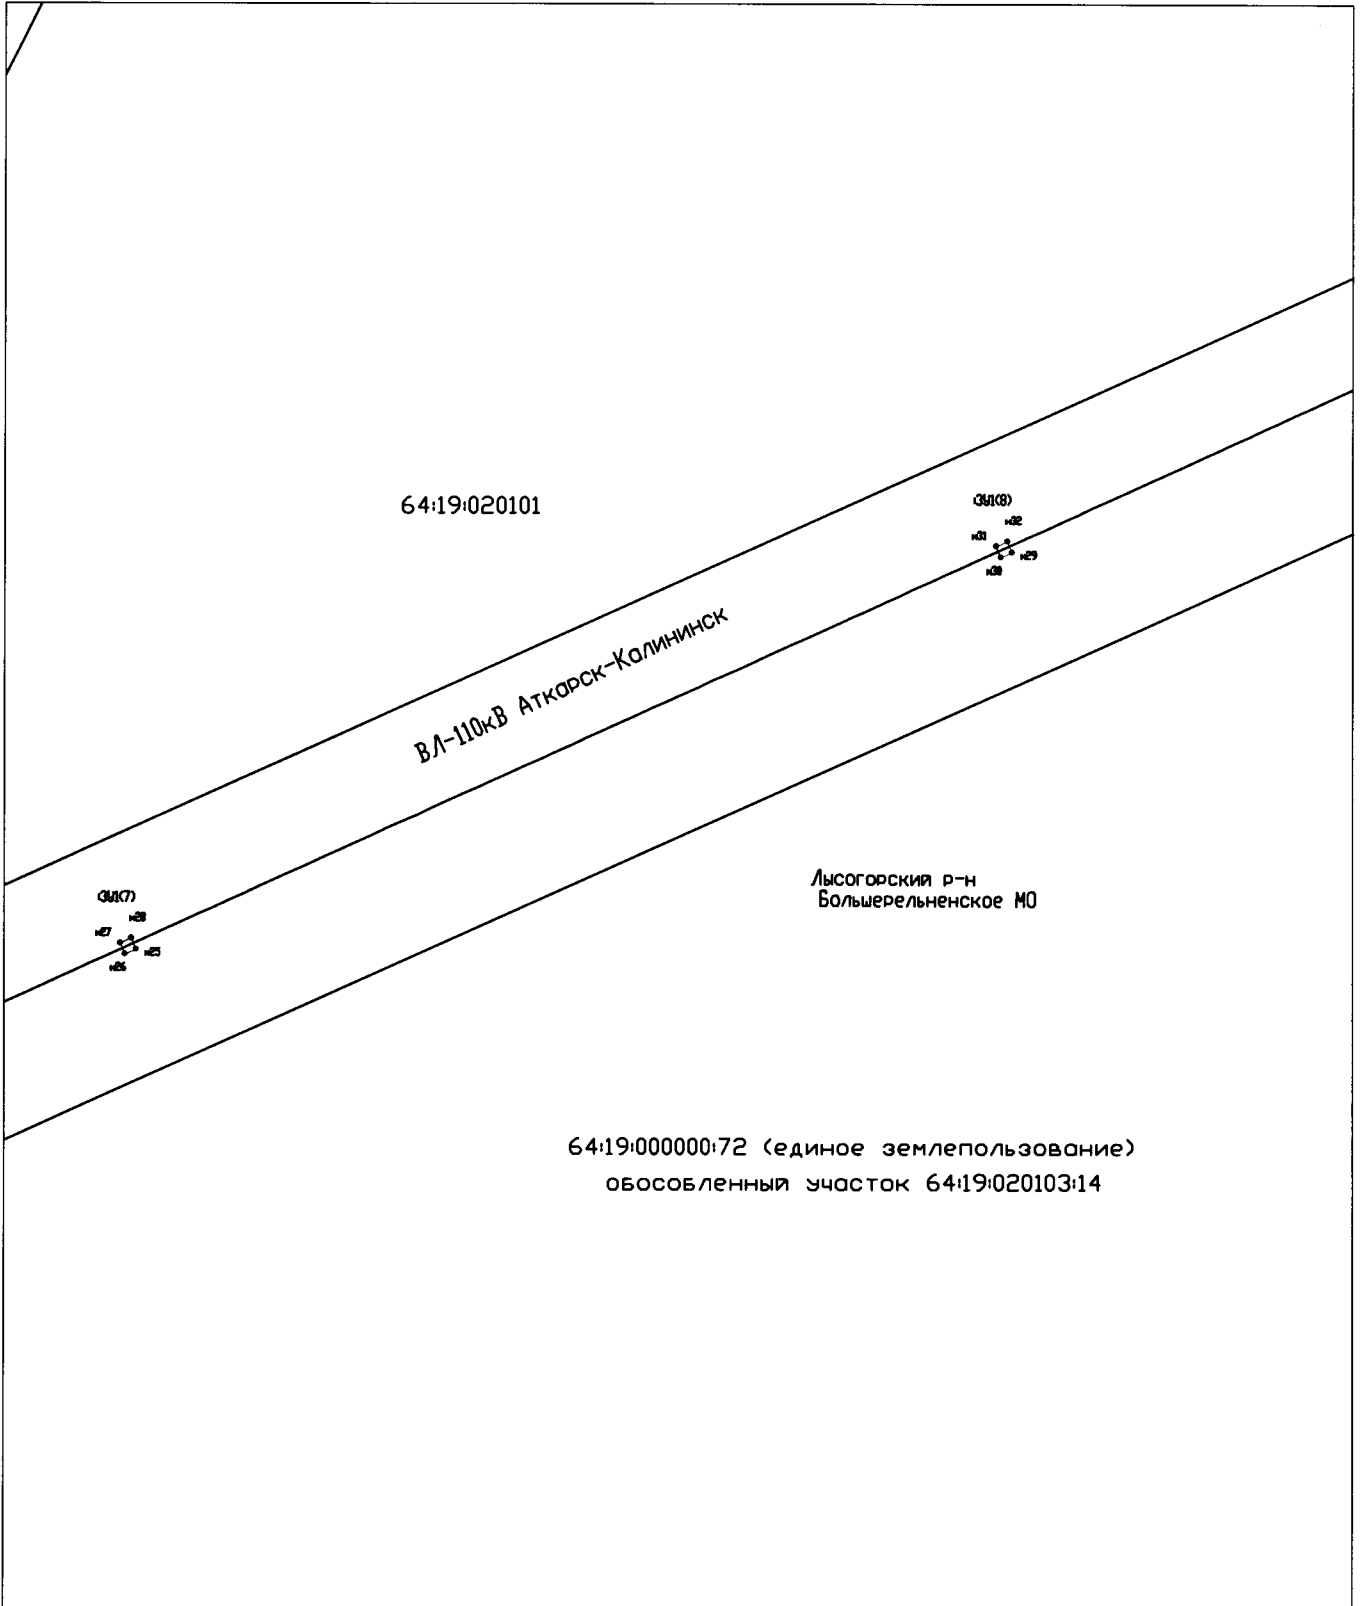 64:19:020101
:ЗУ1(8)
н32
н31
н29
н30
ВЛ-110кВ Аткарск-Калининск
Лысогорский р-н
Большерельненское МО
:ЗУ1(7)
н28
н27
н25
н26
64:19:000000:72 (единое землепользование)
обособленный участок 64:19:020103:14